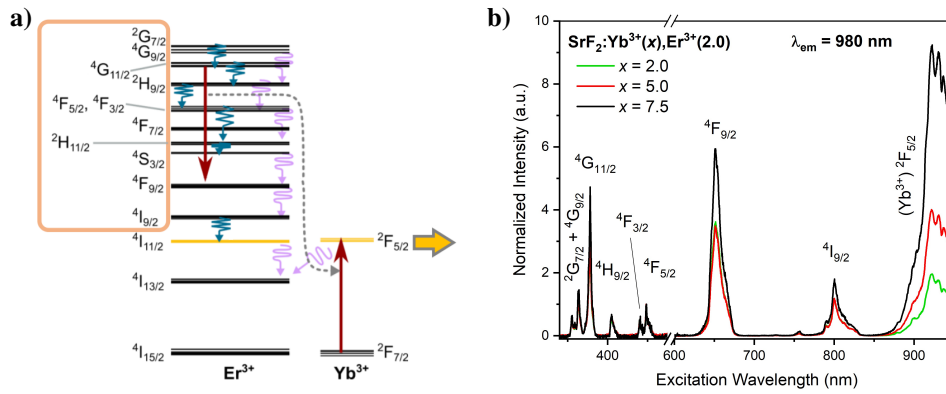 a)
²G₇/₂
⁴G₉/₂
⁴G₁₁/₂
²H₉/₂
⁴F₅/₂, ⁴F₃/₂
⁴F₇/₂
²H₁₁/₂
⁴S₃/₂
⁴F₉/₂
⁴I₉/₂
⁴I₁₁/₂
²F₅/₂
⁴I₁₃/₂
⁴I₁₅/₂
²F₇/₂
Er³⁺
Yb³⁺
b)
SrF₂:Yb³⁺(x),Er³⁺(2.0)
λem = 980 nm
x = 2.0
x = 5.0
x = 7.5
Normalized Intensity (a.u.)
10
8
6
4
2
0
²G₇/₂ + ⁴G₉/₂
⁴G₁₁/₂
⁴H₉/₂
⁴F₃/₂
⁴F₅/₂
⁴F₉/₂
⁴I₉/₂
(Yb³⁺) ²F₅/₂
400
600
700
800
900
Excitation Wavelength (nm)